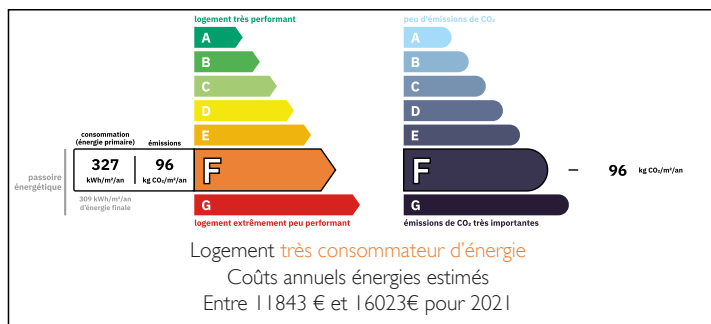 logement très performant
A
B
C
D
E
consommation
(énergie primaire)
émissions
327
96
kWh/m²/an
kg CO₂/m²/an
F
passoire
énergétique
309 kWh/m²/an
d'énergie finale
G
logement extrêmement peu performant
peu d'émissions de CO₂
A
B
C
D
E
F
96 kg CO₂/m²/an
G
émissions de CO₂ très importantes
Logement très consommateur d'énergie
Coûts annuels énergies estimés
Entre 11843 € et 16023€ pour 2021